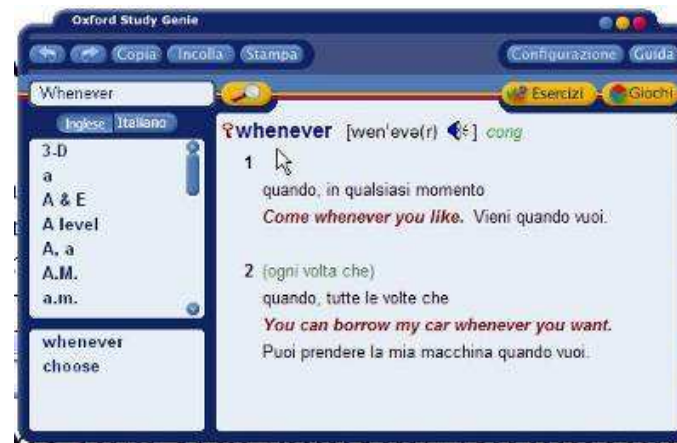 Oxford Study Genie
Copia Incolla Stampa Configurazione Guida
Whenever Esercizi Giochi
Inglese Italiano
3-D
a
A & E
A level
A, a
A.M.
a.m.
whenever
choose
whenever [wen'evə(r) ] cong
1
quando, in qualsiasi momento
Come whenever you like. Vieni quando vuoi.
2 (ogni volta che)
quando, tutte le volte che
You can borrow my car whenever you want.
Puoi prendere la mia macchina quando vuoi.